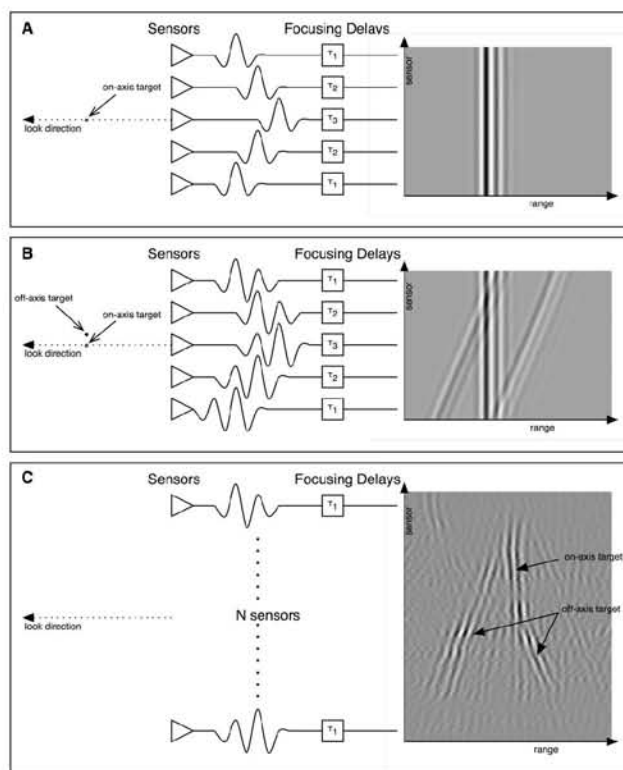 A
Sensors
Focusing Delays
τ1
τ2
τ3
τ2
τ1
on-axis target
look direction
sensor
range
B
Sensors
Focusing Delays
τ1
τ2
τ3
τ2
τ1
off-axis target
on-axis target
look direction
sensor
range
C
Sensors
Focusing Delays
τ1
N sensors
look direction
τ1
sensor
on-axis target
off-axis target
range